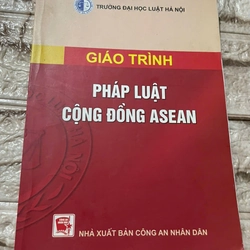 TRƯỜNG ĐẠI HỌC LUẬT HÀ NỘI
GIÁO TRÌNH
PHÁP LUẬT
CỘNG ĐỒNG ASEAN
NHÀ XUẤT BẢN CÔNG AN NHÂN DÂN